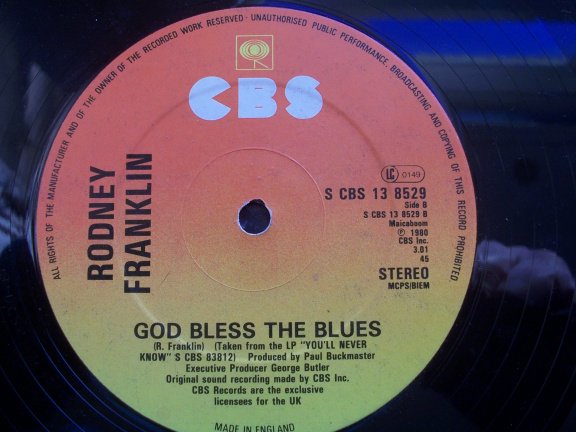 ALL RIGHTS OF THE MANUFACTURER AND OF THE OWNER OF THE RECORDED WORK RESERVED - UNAUTHORISED PUBLIC PERFORMANCE, BROADCASTING AND COPYING OF THIS RECORD PROHIBITED.
CBS
RODNEY
FRANKLIN
LC 0149
S CBS 13 8529
Side B
S CBS 13 8529 B
Maicaboom
℗ 1980
CBS Inc.
3.01
45
STEREO
MCPS/BIEM
GOD BLESS THE BLUES
(R. Franklin) (Taken from the LP "YOU'LL NEVER
KNOW" S CBS 83812) Produced by Paul Buckmaster
Executive Producer George Butler
Original sound recording made by CBS Inc.
CBS Records are the exclusive
licensees for the UK
MADE IN ENGLAND